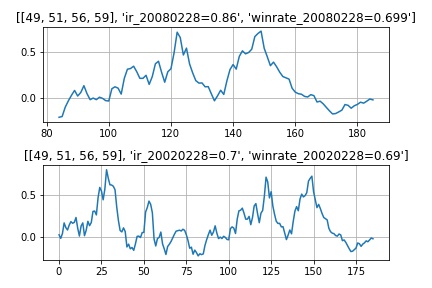 [[49, 51, 56, 59], 'ir_20080228=0.86', 'winrate_20080228=0.699']
0.5
0.0
80 100 120 140 160 180
[[49, 51, 56, 59], 'ir_20020228=0.7', 'winrate_20020228=0.69']
0.5
0.0
0 25 50 75 100 125 150 175